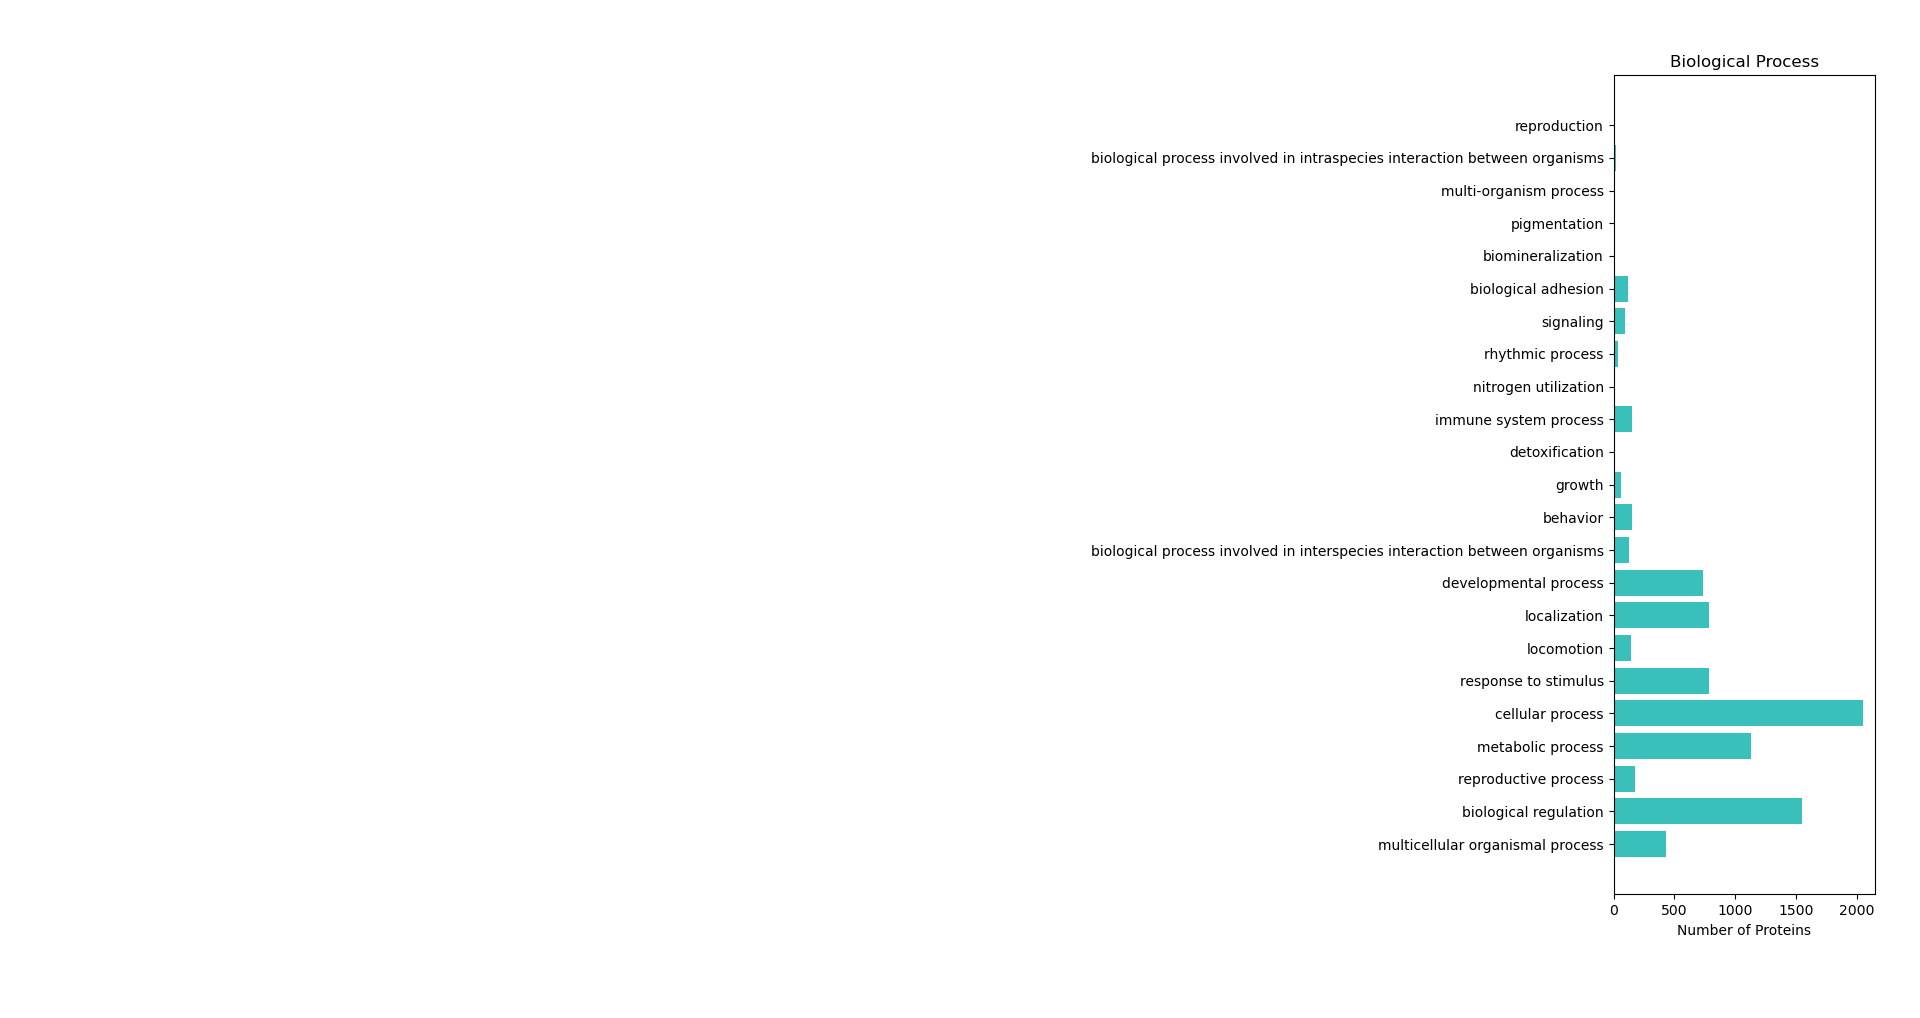 Biological Process
reproduction
biological process involved in intraspecies interaction between organisms
multi-organism process
pigmentation
biomineralization
biological adhesion
signaling
rhythmic process
nitrogen utilization
immune system process
detoxification
growth
behavior
biological process involved in interspecies interaction between organisms
developmental process
localization
locomotion
response to stimulus
cellular process
metabolic process
reproductive process
biological regulation
multicellular organismal process
0 500 1000 1500 2000
Number of Proteins